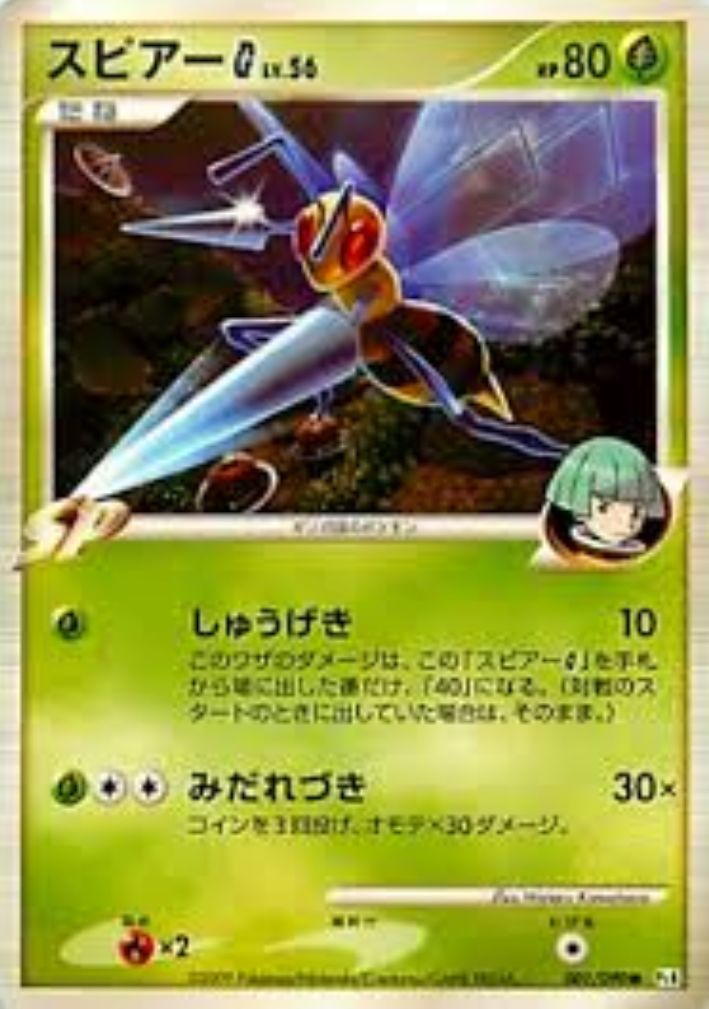 スピアーG LV.56
HP 80
SP
しゅうげき 10
このワザのダメージは、この「スピアーG」を手札
から場に出した番だけ、「40」になる。(対戦のス
タートのときに出していた場合は、そのまま。)
みだれづき 30×
コインを3回投げ、オモテ×30ダメージ。
×2